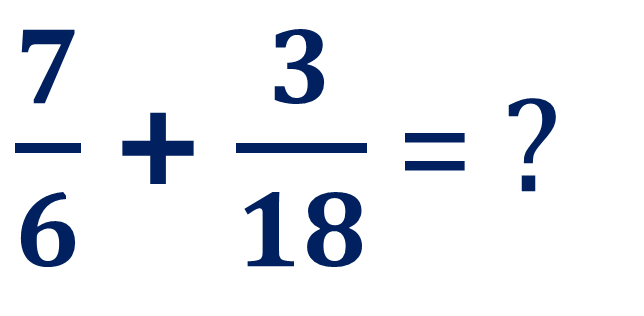 7/6 + 3/18 = ?